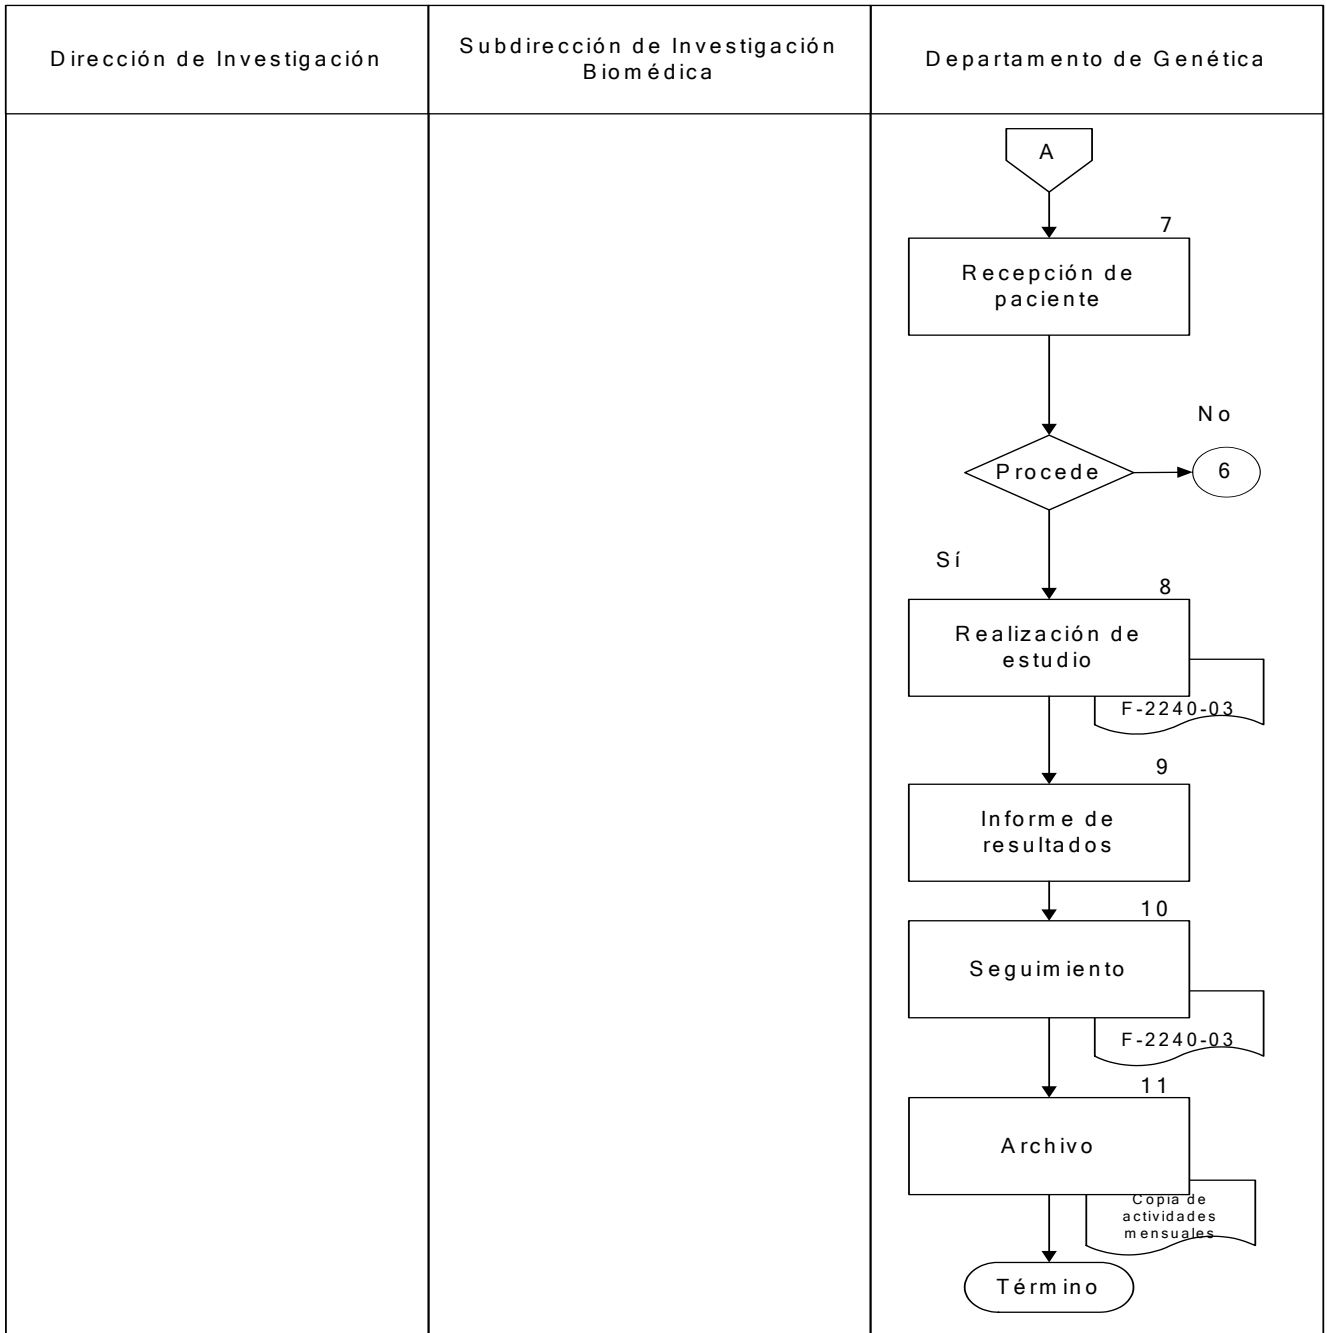 Dirección de Investigación
Subdirección de Investigación
Biomédica
Departamento de Genética
A
7
Recepción de
paciente
No
Procede
6
Sí
8
Realización de
estudio
F-2240-03
9
Informe de
resultados
10
Seguimiento
F-2240-03
11
Archivo
Copia de
actividades
mensuales
Término